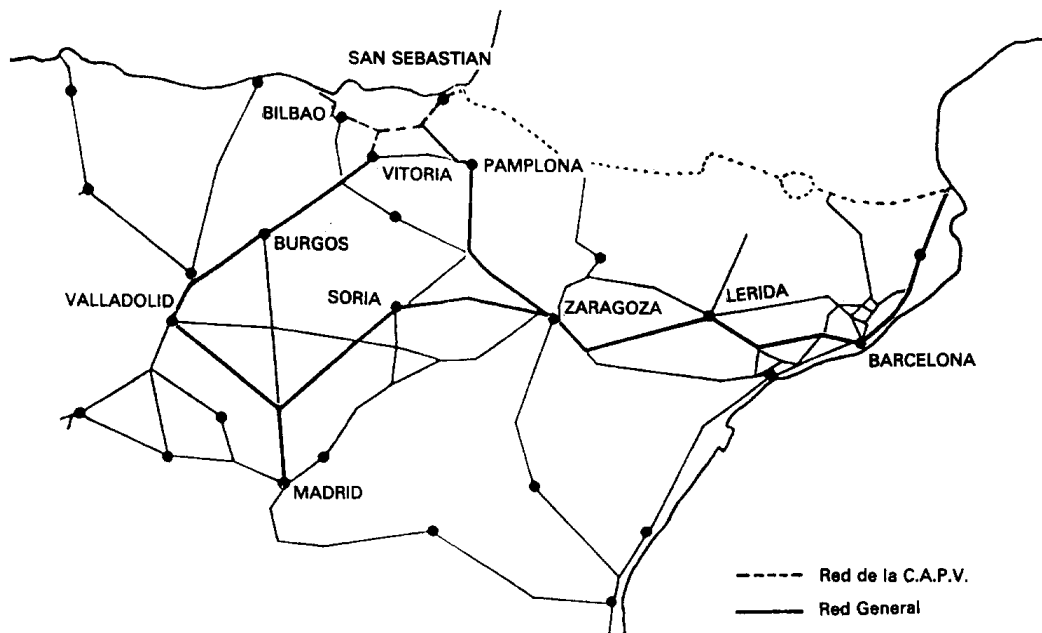 SAN SEBASTIAN
BILBAO
VITORIA
PAMPLONA
BURGOS
VALLADOLID
SORIA
ZARAGOZA
LERIDA
BARCELONA
MADRID
Red de la C.A.P.V.
Red General